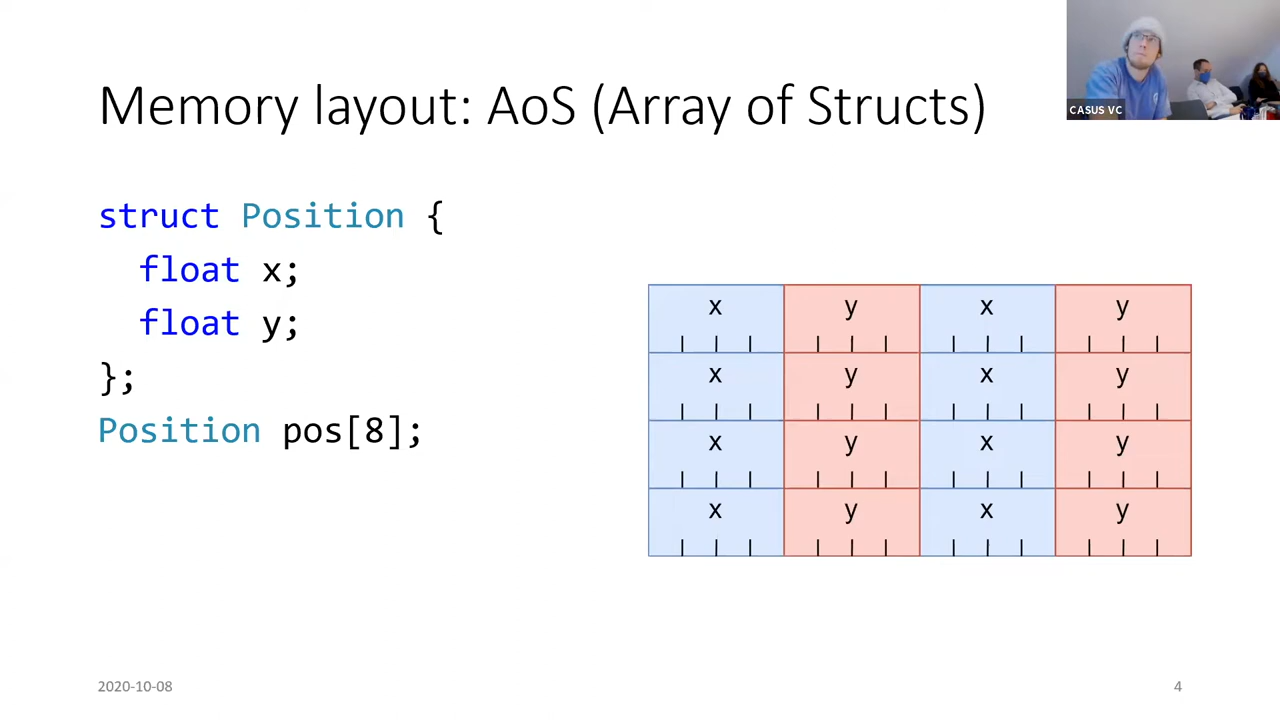 CASUS VC
Memory layout: AoS (Array of Structs)
struct Position {
  float x;
  float y;
};
Position pos[8];
x y x y
x y x y
x y x y
x y x y
2020-10-08
4